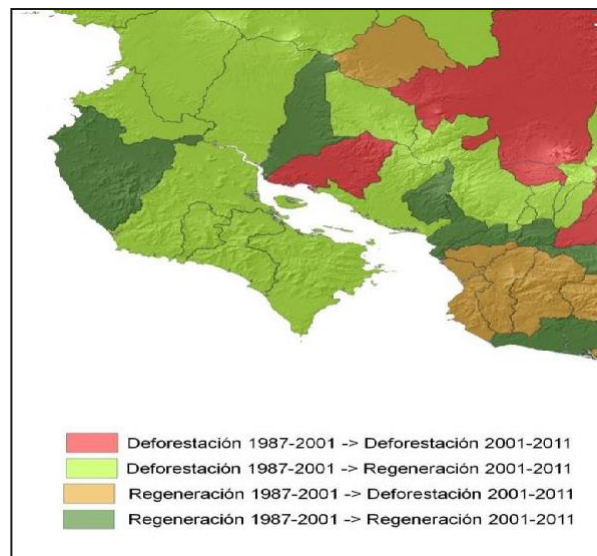 Deforestación 1987-2001 -> Deforestación 2001-2011
Deforestación 1987-2001 -> Regeneración 2001-2011
Regeneración 1987-2001 -> Deforestación 2001-2011
Regeneración 1987-2001 -> Regeneración 2001-2011